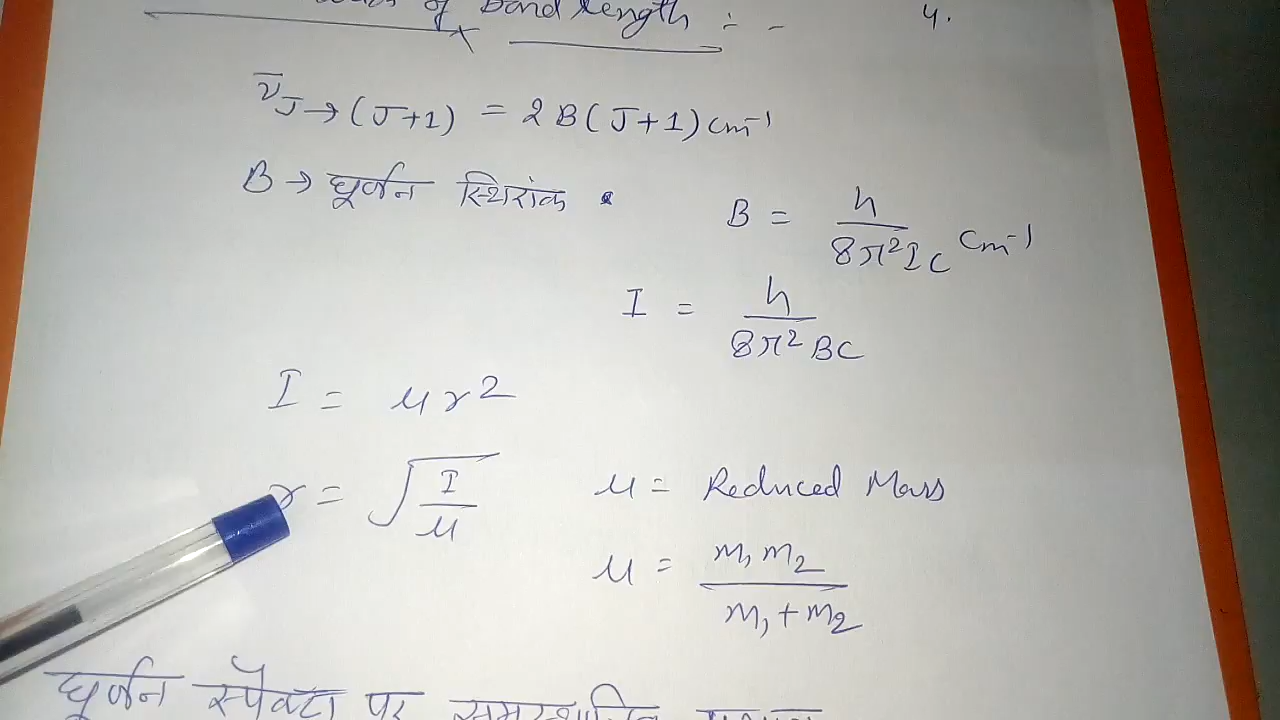 of Bond length :- 4.
ν̅ J→(J+1) = 2B(J+1) cm⁻¹
B → घूर्णन स्थिरांक
B = h / 8π²IC cm⁻¹
I = h / 8π²BC
I = μr²
r = √(I/μ)
μ = Reduced Mass
μ = m₁m₂ / m₁+m₂
घूर्णन स्पेक्ट्रा पर